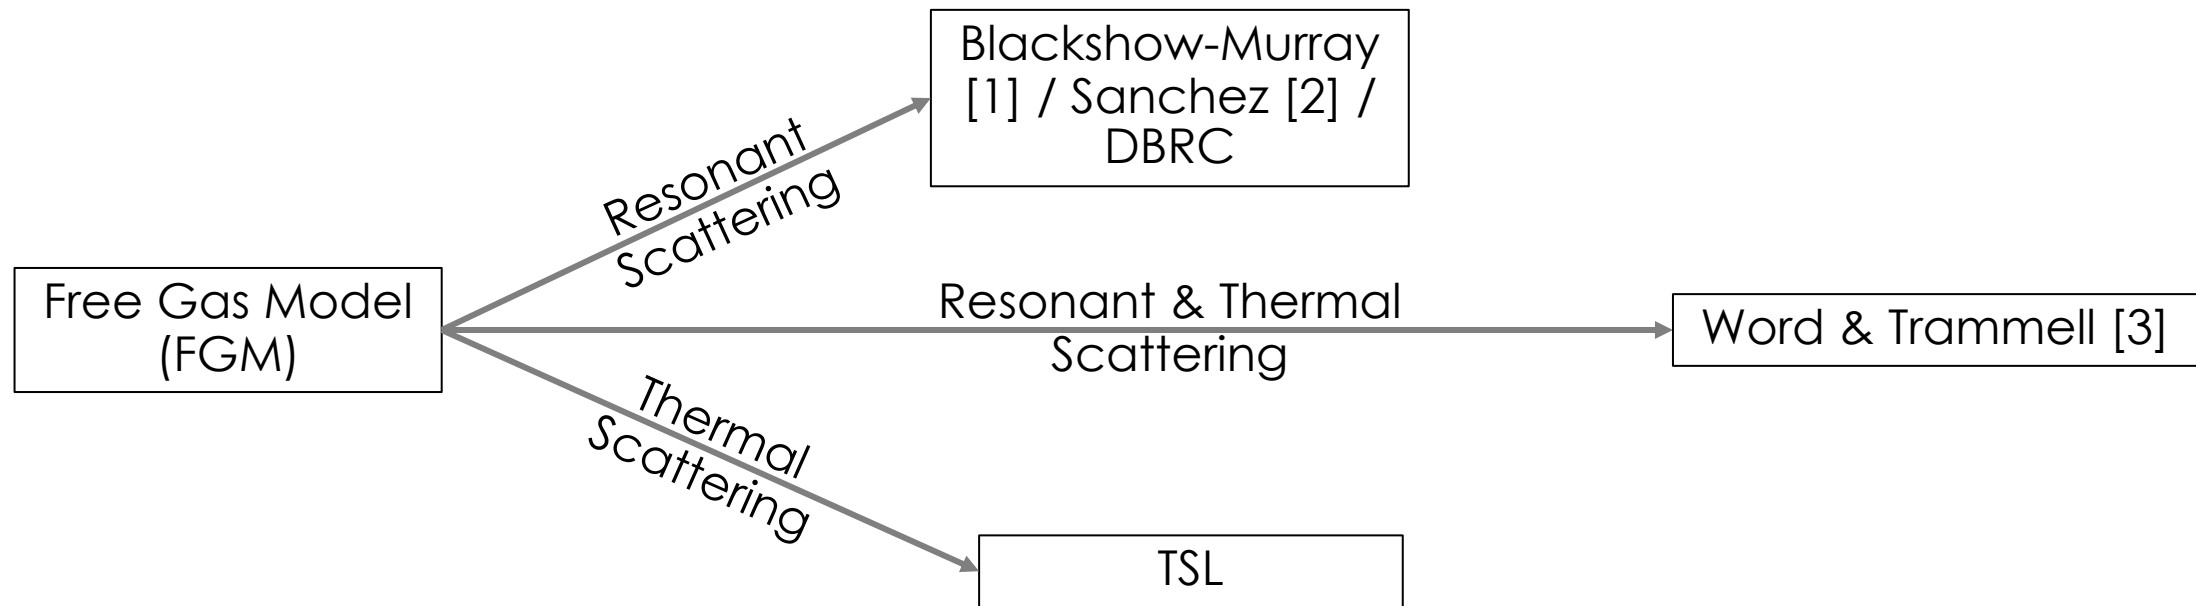 Blackshow-Murray
[1] / Sanchez [2] /
DBRC
Resonant
Scattering
Free Gas Model
(FGM)
Resonant & Thermal
Scattering
Word & Trammell [3]
Thermal
Scattering
TSL